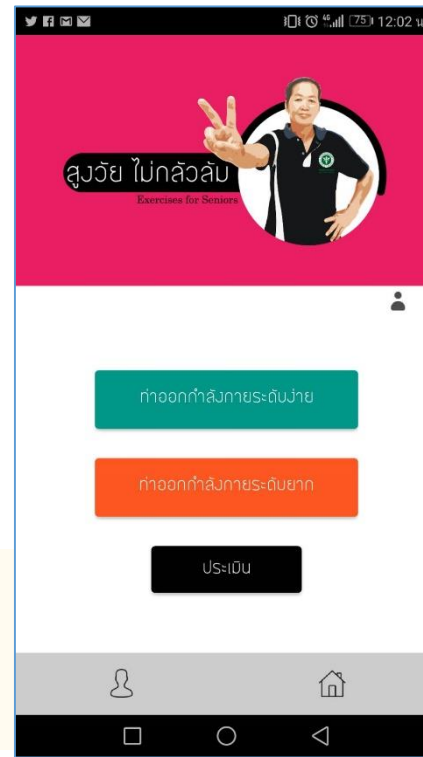 75 12:02 น
สูงวัย ไม่กลัวล้ม
Exercises for Seniors
ท่าออกกำลังกายระดับง่าย
ท่าออกกำลังกายระดับยาก
ประเมิน